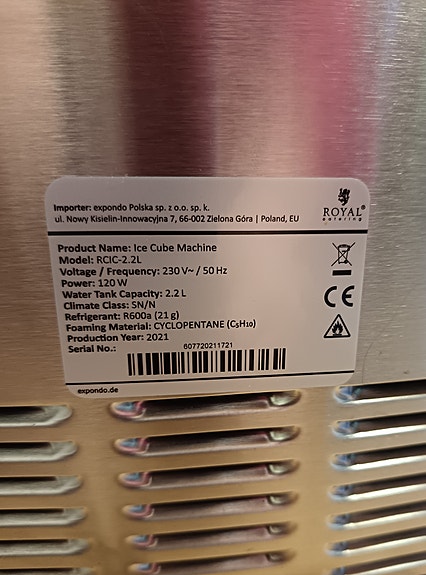 Importer: expondo Polska sp. z o.o. sp. k.
ul. Nowy Kisielin-Innowacyjna 7, 66-002 Zielona Góra | Poland, EU
ROYAL®
catering
Product Name: Ice Cube Machine
Model: RCIC-2.2L
Voltage / Frequency: 230 V~ / 50 Hz
Power: 120 W
Water Tank Capacity: 2.2 L
Climate Class: SN/N
Refrigerant: R600a (21 g)
Foaming Material: CYCLOPENTANE (C₅H₁₀)
Production Year: 2021
Serial No.:
607720211721
CE
expondo.de